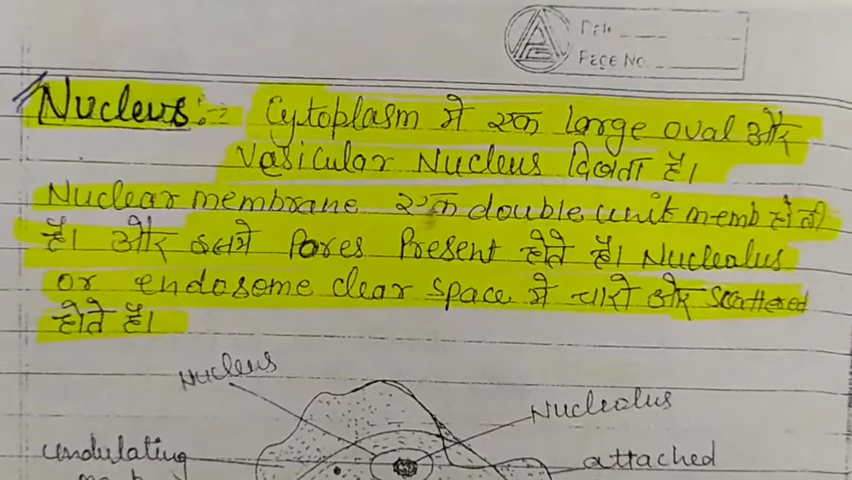 Date
Page No.
Nucleus :- Cytoplasm मे एक large oval और
Vasicular Nucleus दिखता है।
Nuclear membrane एक double unit memb होती
है। और इसमे Pores Present होते है। Nucleolus
or endosome clear space मे चारो और scattered
होते है।
Nucleus
Nucleolus
undulating
attached